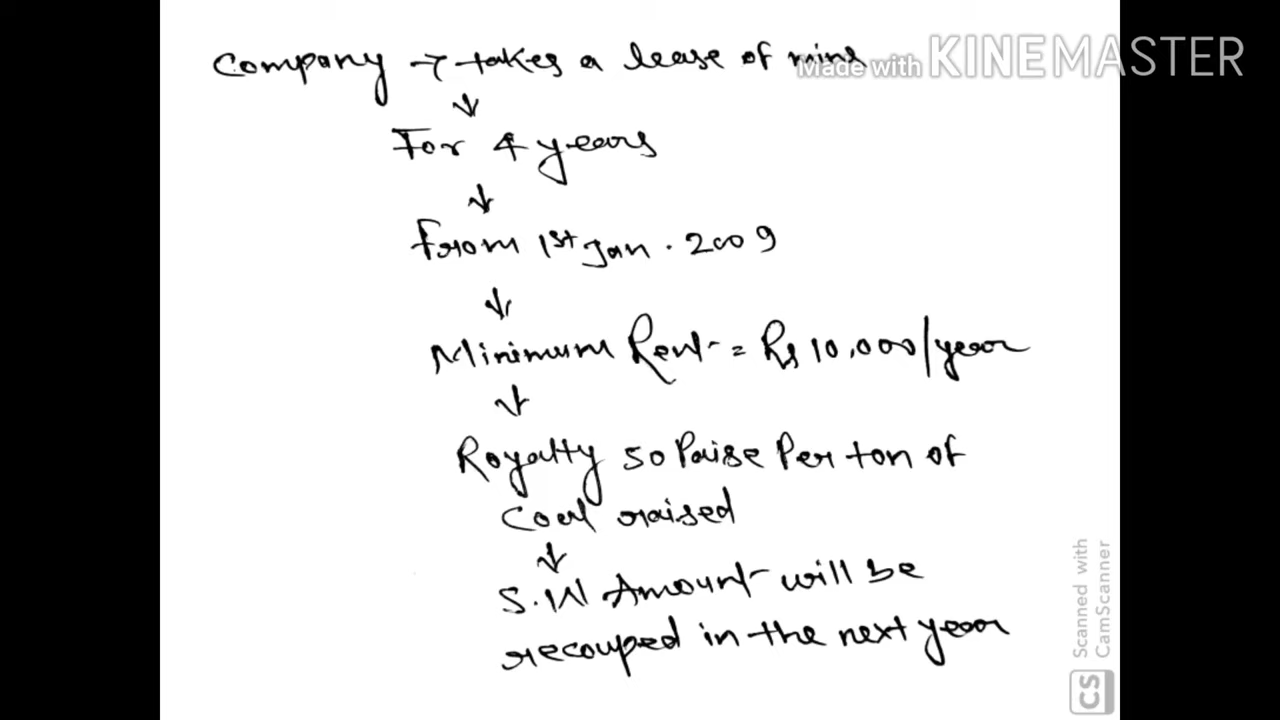 Company → takes a lease of mine
Made with KINEMASTER
↓
For 4 years
↓
From 1st Jan. 2009
↓
Minimum Rent = Rs 10,000/year
↓
Royalty 50 Paise Per ton of
Coal raised
↓
S.W Amount will be
recouped in the next year
Scanned with
CamScanner
CS